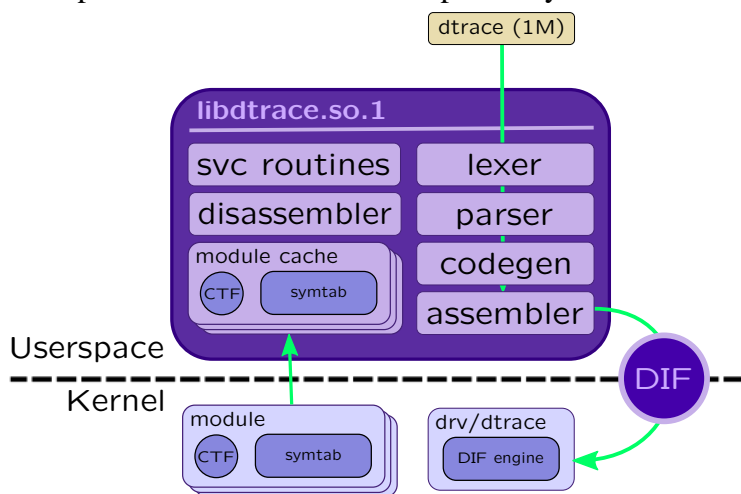 dtrace (1M)
libdtrace.so.1
svc routines
lexer
disassembler
parser
module cache
CTF
symtab
codegen
assembler
Userspace
DIF
Kernel
module
CTF
symtab
drv/dtrace
DIF engine